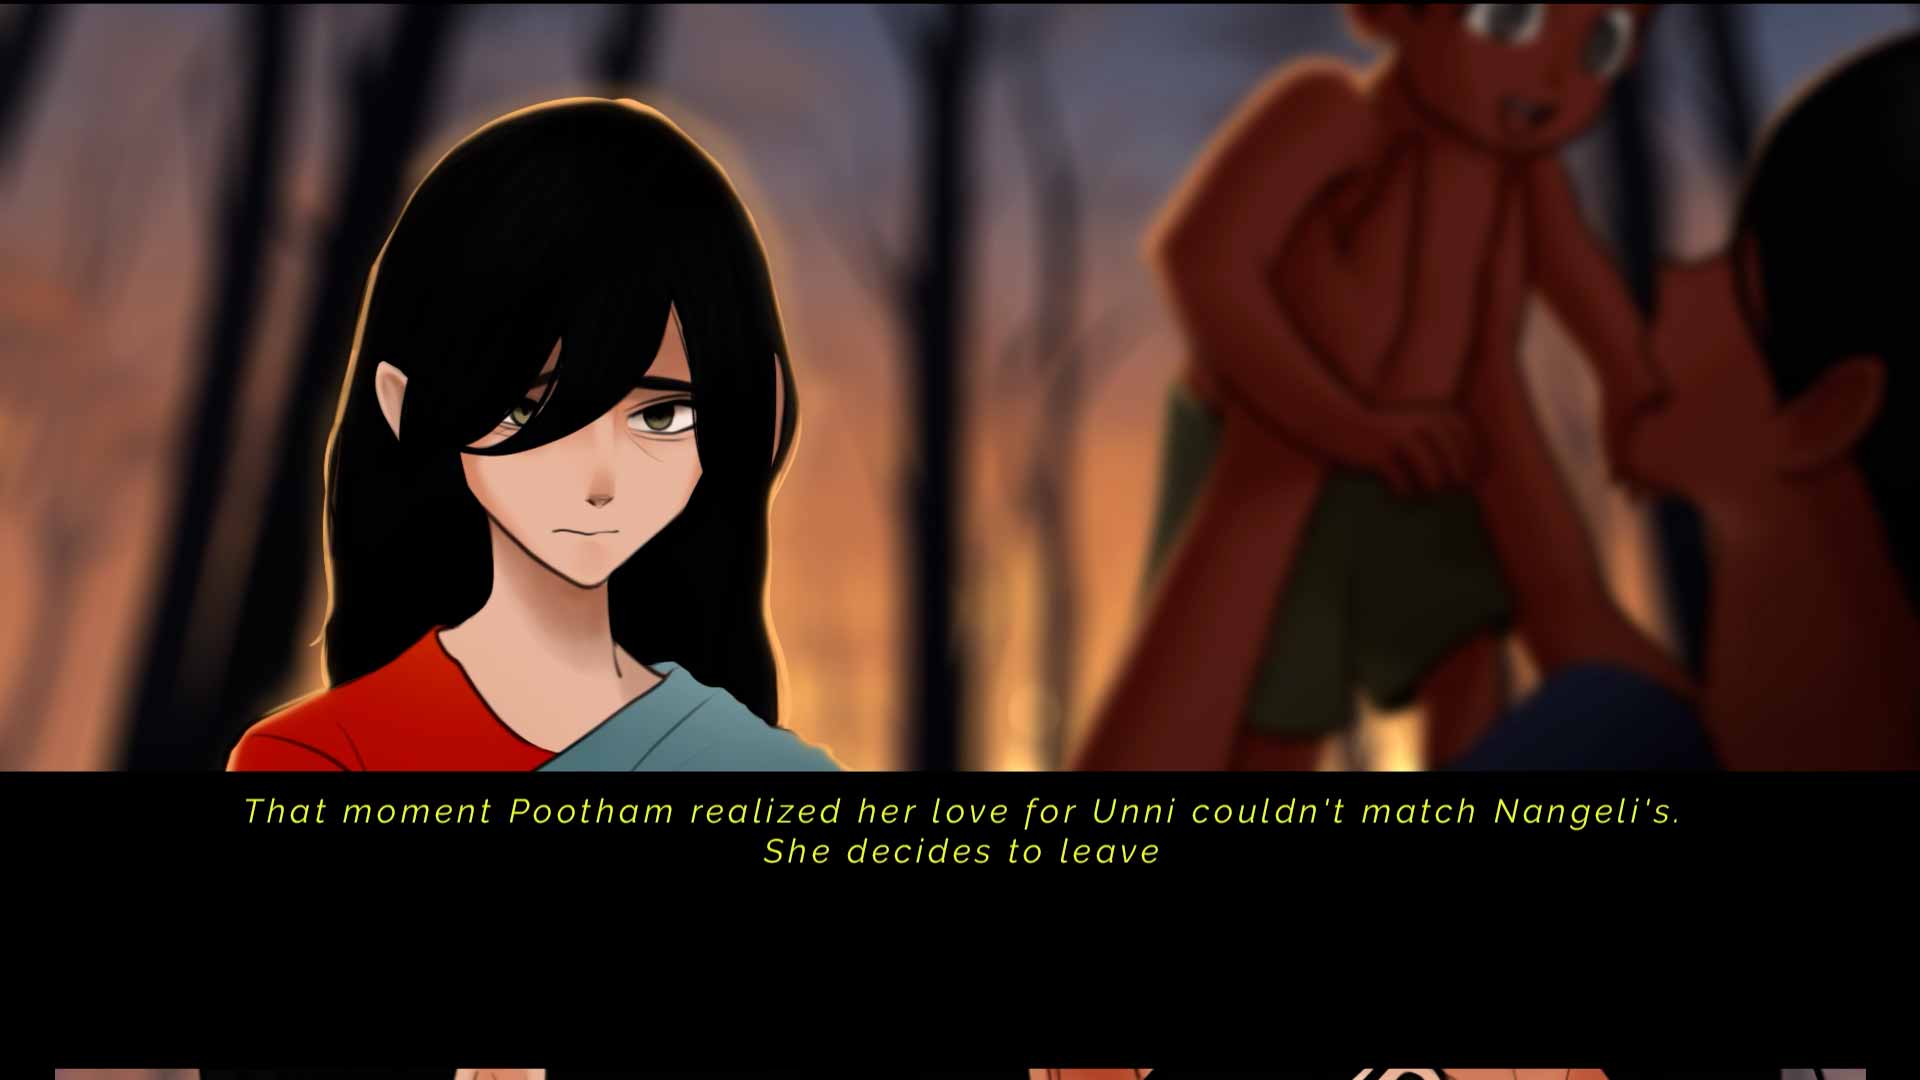 That moment Pootham realized her love for Unni couldn't match Nangeli's.
She decides to leave